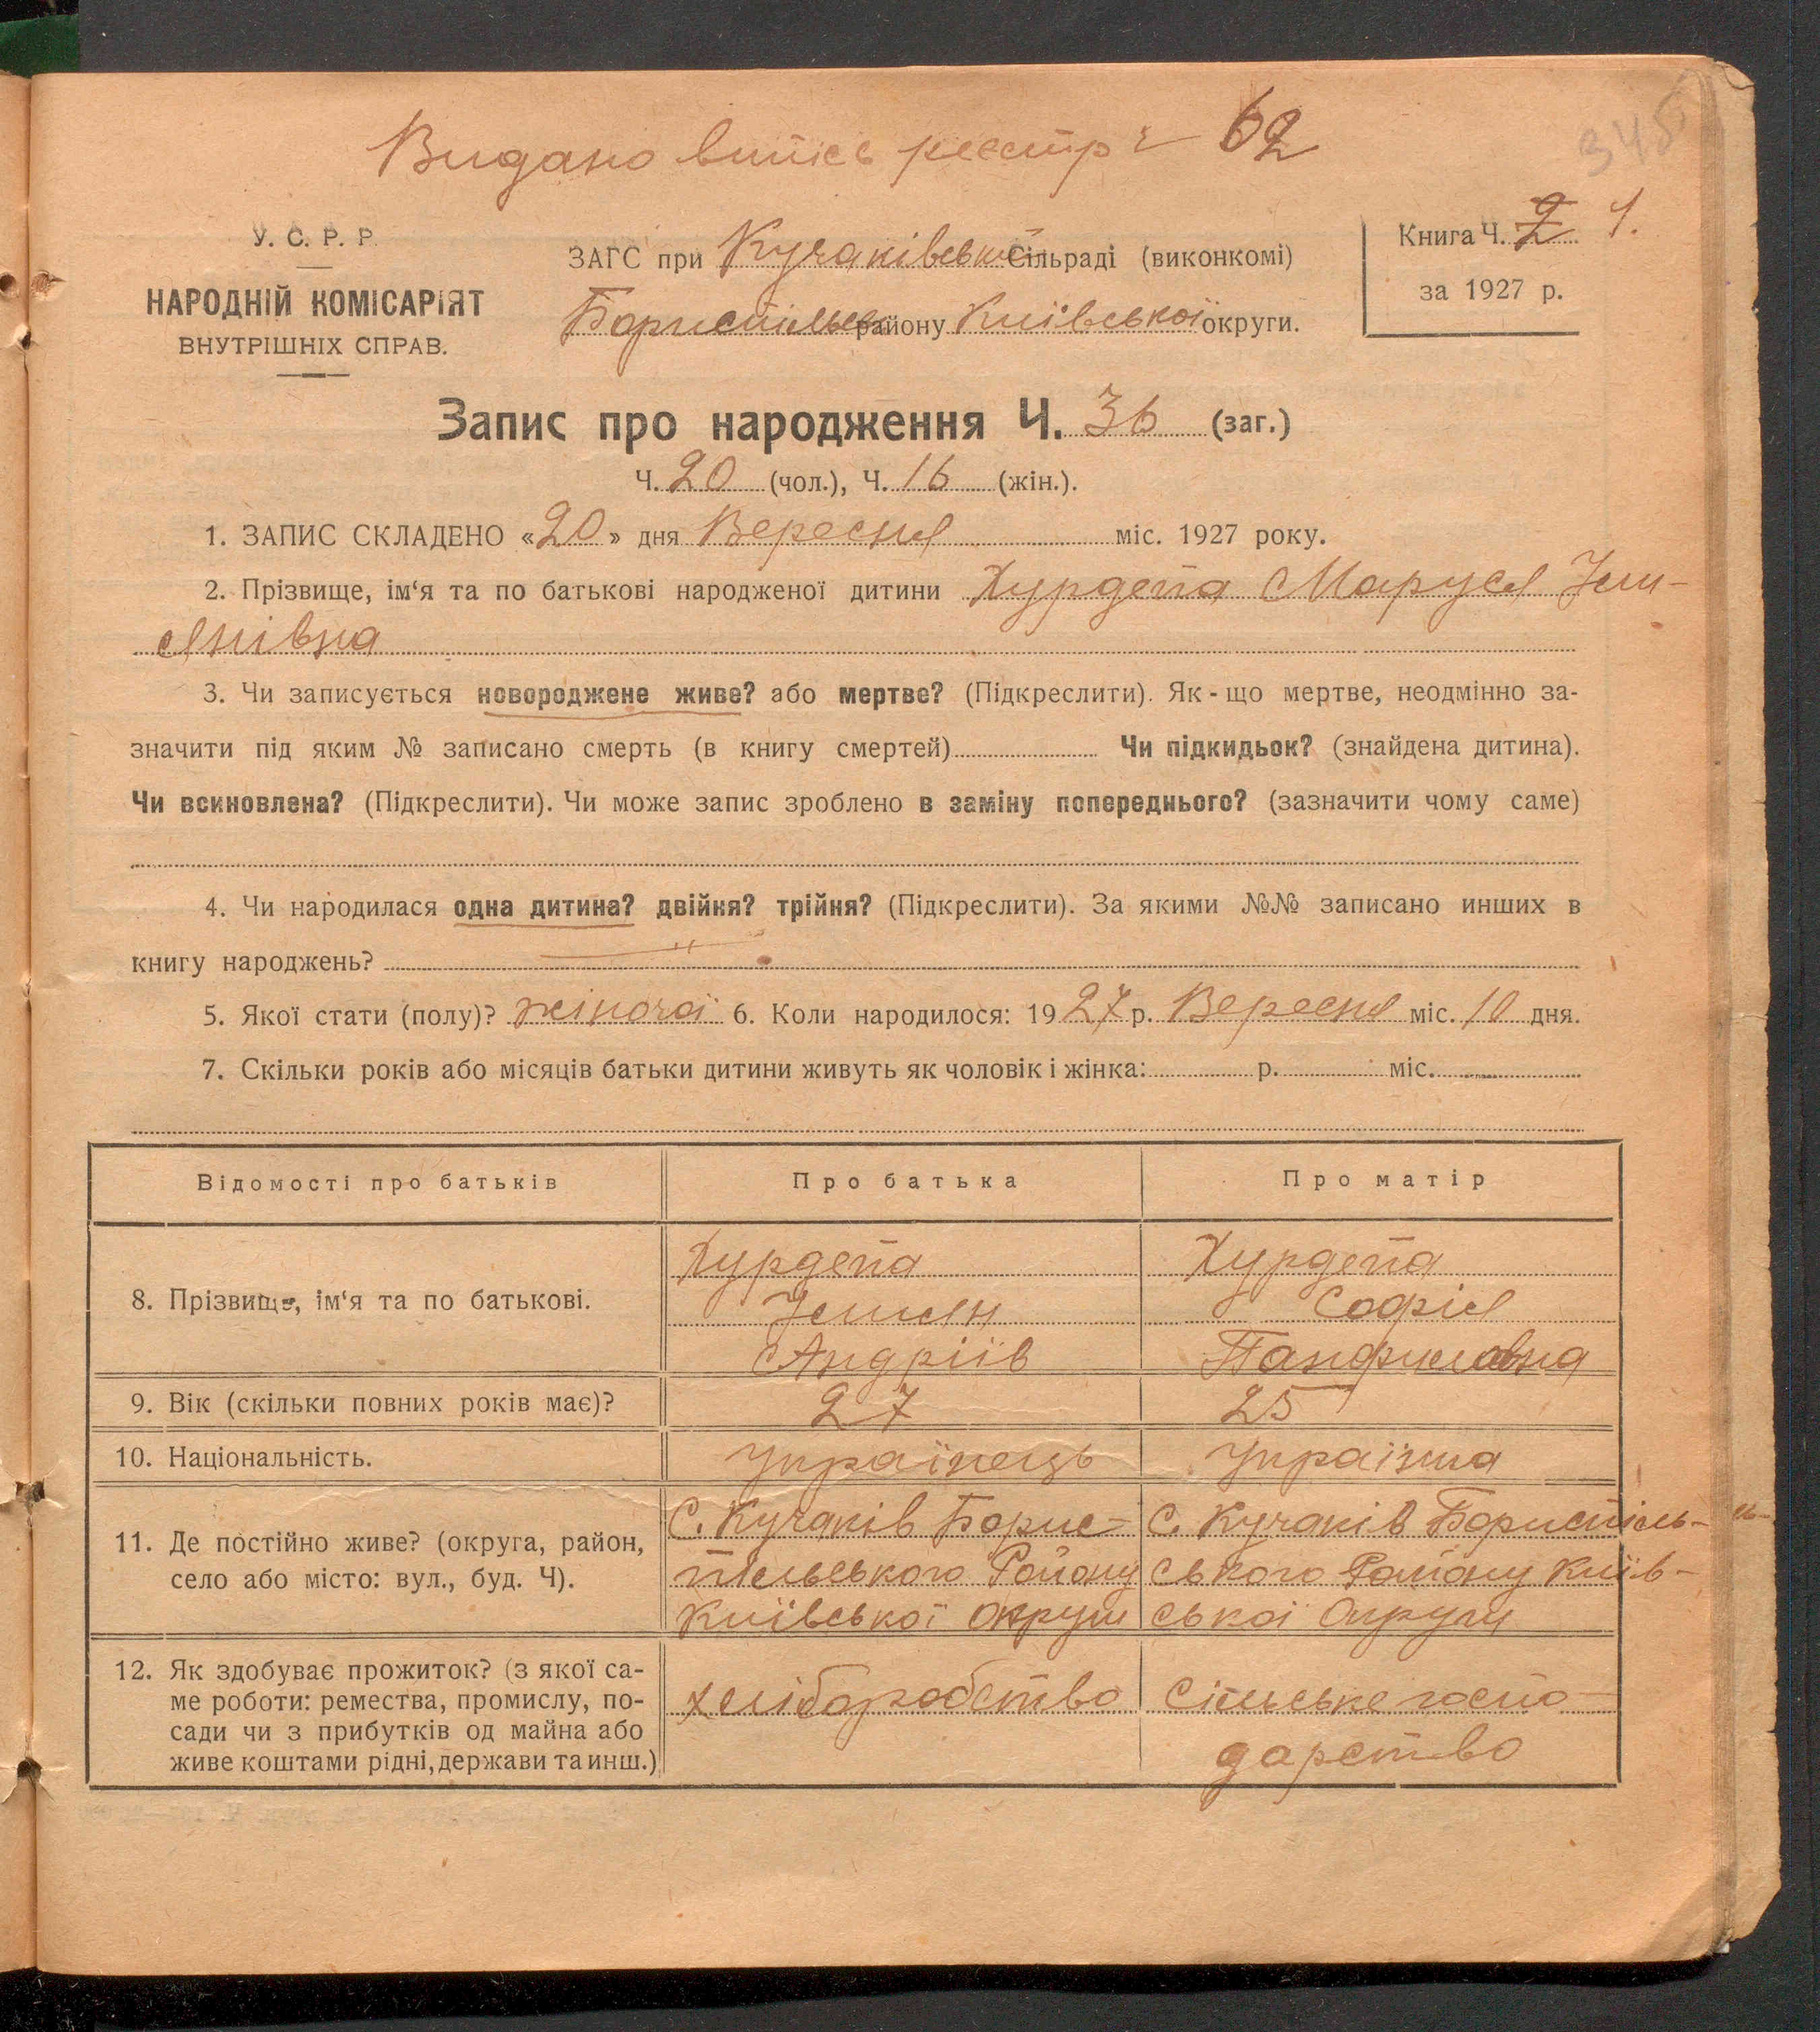 Видано випись реєстр ч 62
345
У. С. Р. Р.
НАРОДНІЙ КОМІСАРІЯТ
ВНУТРІШНІХ СПРАВ.
ЗАГС при Кучаківській Сільраді (виконкомі)
Бориспільськ району Київської округи.
Книга Ч. 2 1.
за 1927 р.
Запис про народження Ч. 36 (заг.)
Ч. 20 (чол.), Ч. 16 (жін.).
1. ЗАПИС СКЛАДЕНО «20» дня Вересня міс. 1927 року.
2. Прізвище, ім‘я та по батькові народженої дитини Хурдепа Маруся Юли-
янівна
3. Чи записується новороджене живе? або мертве? (Підкреслити). Як-що мертве, неодмінно за-
значити під яким № записано смерть (в книгу смертей) Чи підкидьок? (знайдена дитина).
Чи всиновлена? (Підкреслити). Чи може запис зроблено в заміну попереднього? (зазначити чому саме)
4. Чи народилася одна дитина? двійня? трійня? (Підкреслити). За якими №№ записано инших в
книгу народжень? "
5. Якої стати (полу)? жіночої 6. Коли народилося: 1927 р. Вересня міс. 10 дня.
7. Скільки років або місяців батьки дитини живуть як чоловік і жінка: р. міс.
Відомості про батьків Про батька Про матір
8. Прізвище, ім‘я та по батькові.
Хурдепа
Андріїв
Хурдепа
Софія
Панфиловна
9. Вік (скільки повних років має)? 27 25
10. Національність. Українець Українка
11. Де постійно живе? (округа, район,
село або місто: вул., буд. Ч).
С. Кучаків Борис-
пільського Району
Київської округи
С. Кучаків Бориспіль-
ського Району Київ-
ської Округи
12. Як здобуває прожиток? (з якої са-
ме роботи: ремества, промислу, по-
сади чи з прибутків од майна або
живе коштами рідні, держави та инш.)
хліборобство
сільське госпо-
дарство